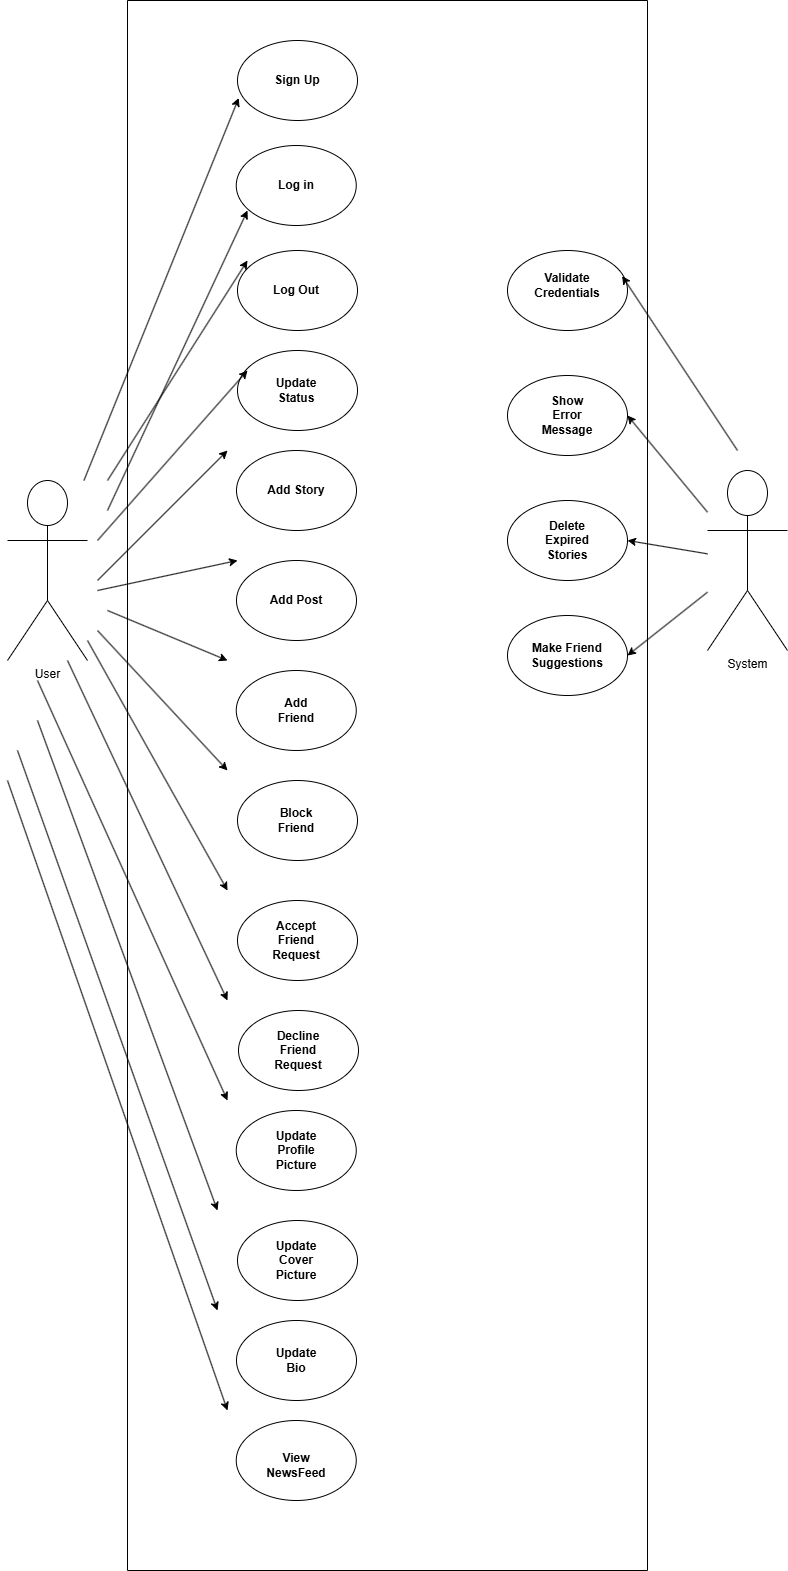 Sign Up
Log in
Log Out
Update
Status
Add Story
Add Post
Add
Friend
Block
Friend
Accept
Friend
Request
Decline
Friend
Request
Update
Profile
Picture
Update
Cover
Picture
Update
Bio
View
NewsFeed
User
Validate
Credentials
Show
Error
Message
Delete
Expired
Stories
Make Friend
Suggestions
System